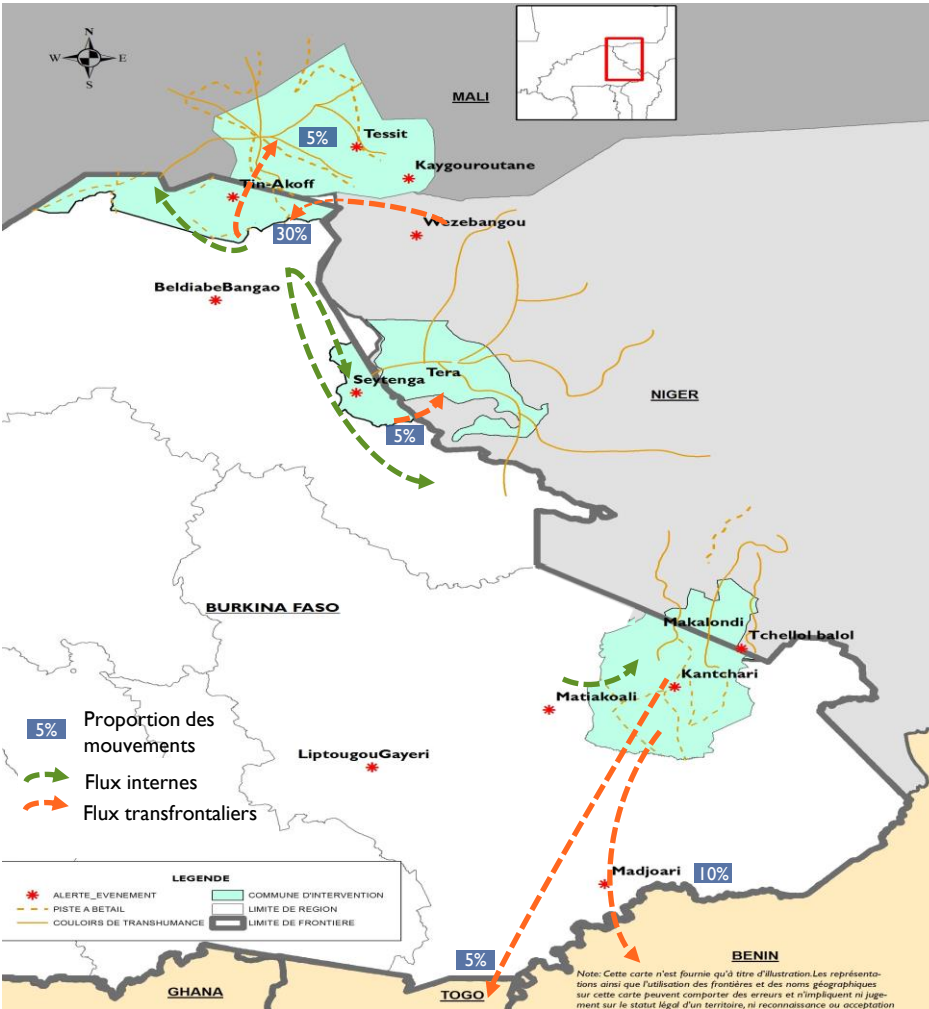 N
W E
S
MALI
5%
Tessit
Kaygouroutane
Tin-Akoff
Wezebangou
30%
BeldiabeBangao
Seytenga
Tera
NIGER
5%
BURKINA FASO
Makalondi
Tchellol balol
Kantchari
Matiakoali
5%
Proportion des
mouvements
Flux internes
Flux transfrontaliers
LiptougouGayeri
Madjoari
10%
LEGENDE
ALERTE_EVENEMENT
COMMUNE D'INTERVENTION
PISTE A BETAIL
LIMITE DE REGION
COULOIRS DE TRANSHUMANCE
LIMITE DE FRONTIERE
5%
BENIN
GHANA
TOGO
Note: Cette carte n'est fournie qu'à titre d'illustration.Les représenta-
tions ainsi que l'utilisation des frontières et des noms géographiques
sur cette carte peuvent comporter des erreurs et n'impliquent ni juge-
ment sur le statut légal d'un territoire, ni reconnaissance ou acceptation